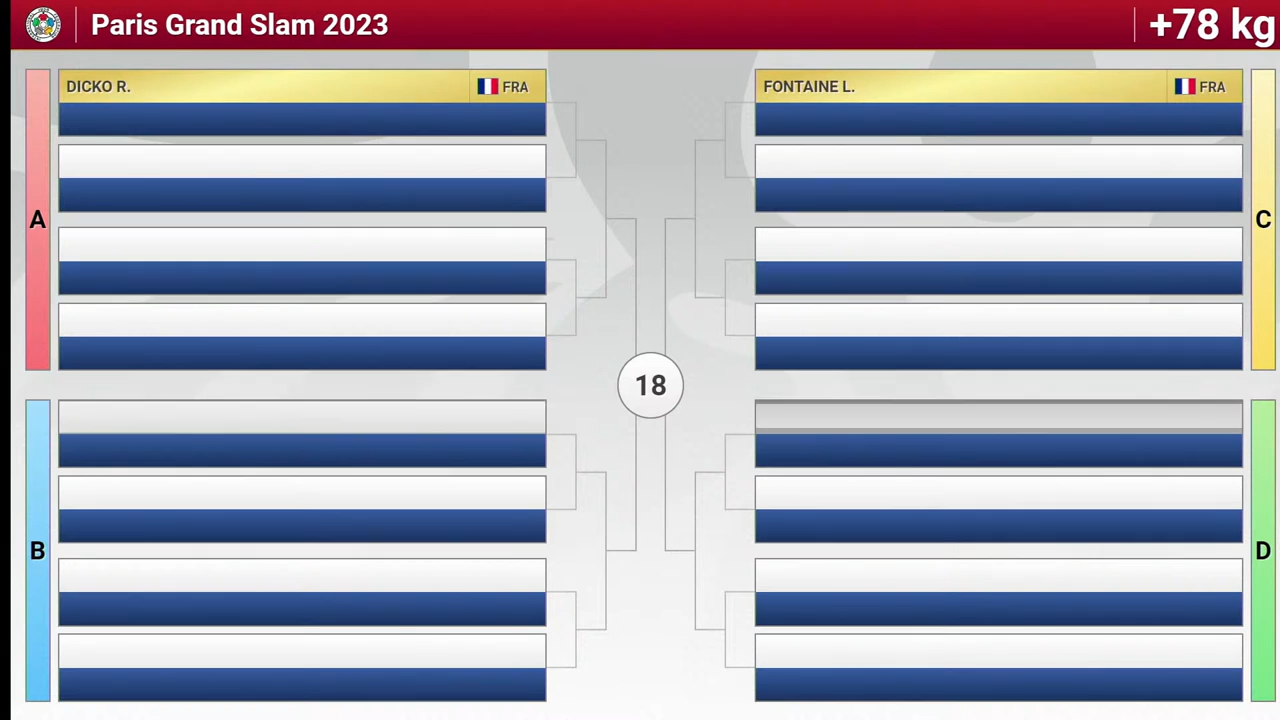 Paris Grand Slam 2023
+78 kg
DICKO R. FRA
FONTAINE L. FRA
A
C
18
B
D